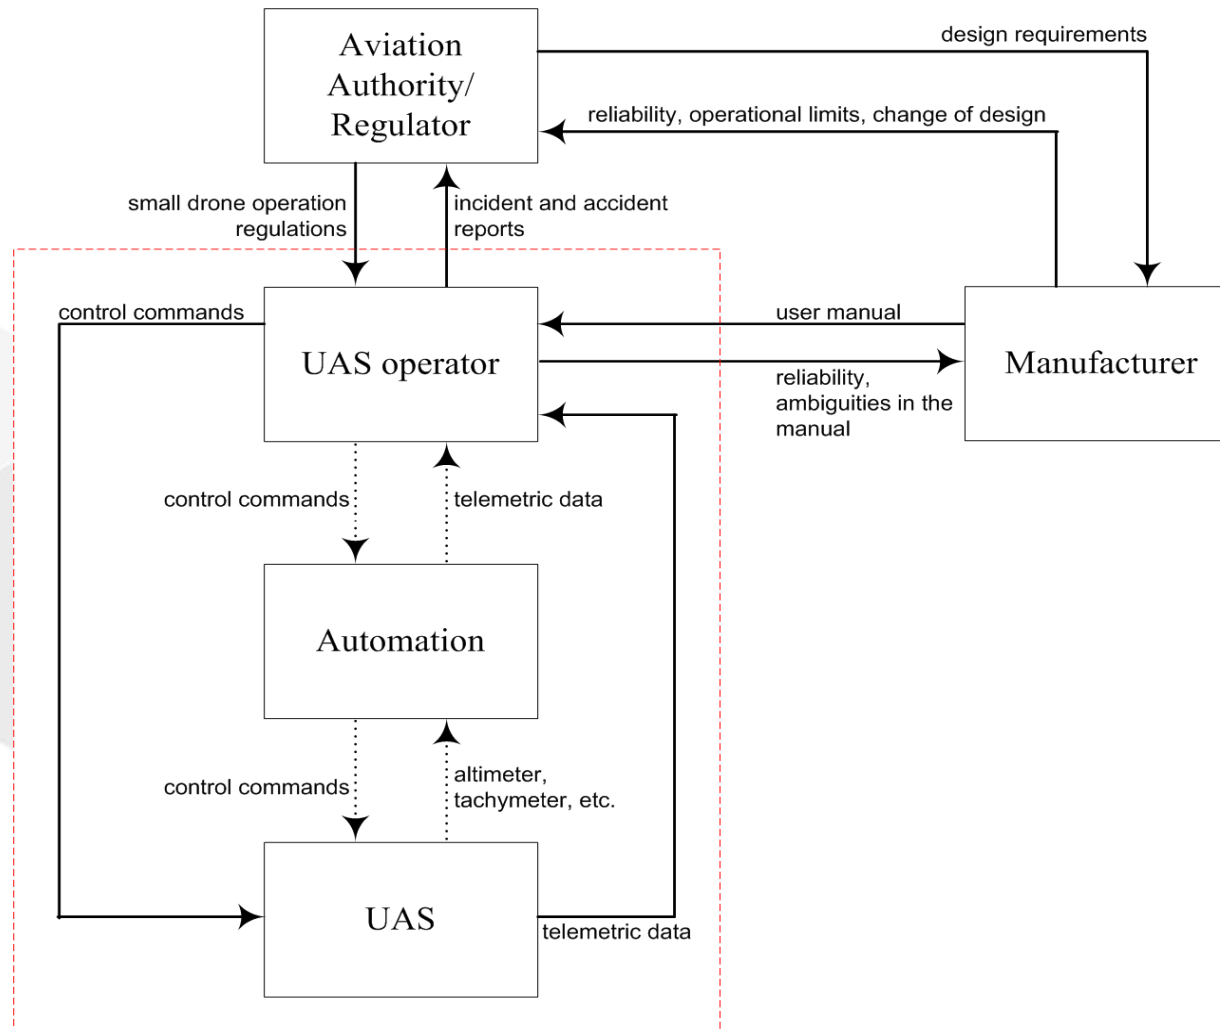 Aviation
Authority/
Regulator
design requirements
reliability, operational limits, change of design
small drone operation
regulations
incident and accident
reports
control commands
UAS operator
user manual
reliability,
ambiguities in the
manual
Manufacturer
control commands
telemetric data
Automation
control commands
altimeter,
tachymeter, etc.
UAS
telemetric data